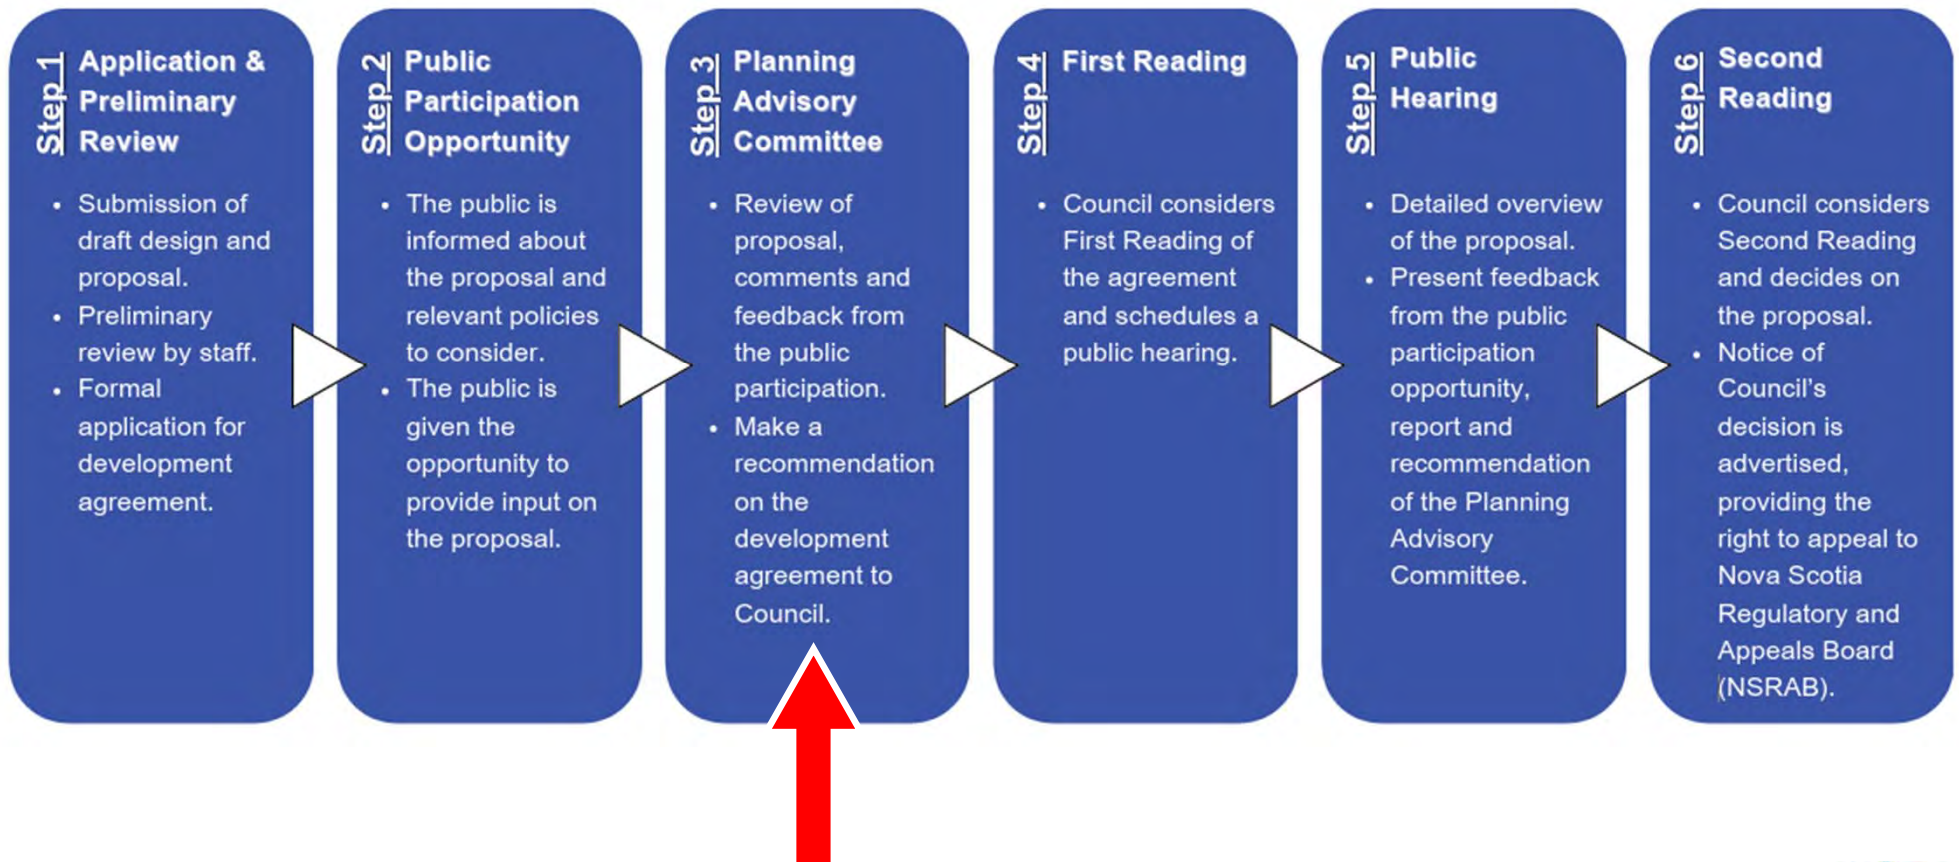 Step 1
Application &
Preliminary
Review
• Submission of
draft design and
proposal.
• Preliminary
review by staff.
• Formal
application for
development
agreement.
Step 2
Public
Participation
Opportunity
• The public is
informed about
the proposal and
relevant policies
to consider.
• The public is
given the
opportunity to
provide input on
the proposal.
Step 3
Planning
Advisory
Committee
• Review of
proposal,
comments and
feedback from
the public
participation.
• Make a
recommendation
on the
development
agreement to
Council.
Step 4
First Reading
• Council considers
First Reading of
the agreement
and schedules a
public hearing.
Step 5
Public
Hearing
• Detailed overview
of the proposal.
• Present feedback
from the public
participation
opportunity,
report and
recommendation
of the Planning
Advisory
Committee.
Step 6
Second
Reading
• Council considers
Second Reading
and decides on
the proposal.
• Notice of
Council’s
decision is
advertised,
providing the
right to appeal to
Nova Scotia
Regulatory and
Appeals Board
(NSRAB).